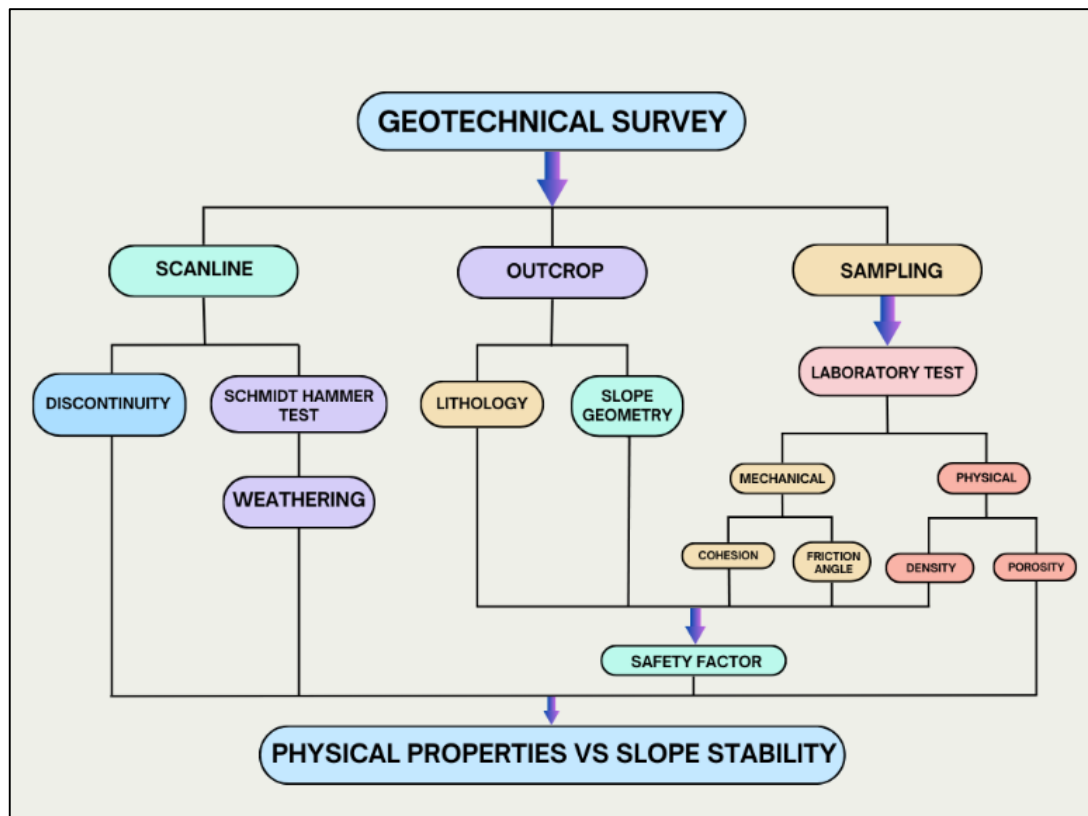 GEOTECHNICAL SURVEY
SCANLINE
OUTCROP
SAMPLING
DISCONTINUITY
SCHMIDT HAMMER
TEST
LITHOLOGY
SLOPE
GEOMETRY
LABORATORY TEST
WEATHERING
MECHANICAL
PHYSICAL
COHESION
FRICTION
ANGLE
DENSITY
POROSITY
SAFETY FACTOR
PHYSICAL PROPERTIES VS SLOPE STABILITY